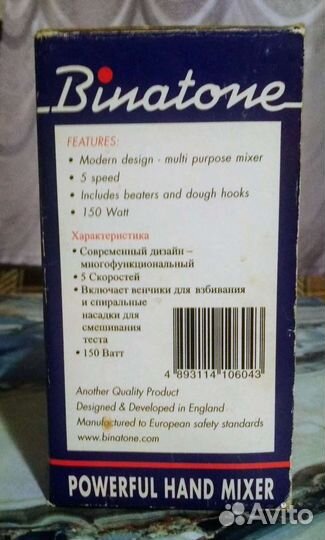 Binatone
FEATURES:
• Modern design - multi purpose mixer
• 5 speed
• Includes beaters and dough hooks
• 150 Watt
Характеристика
• Современный дизайн –
многофункциональный
• 5 Скоростей
• Включает венчики для взбивания
и спиральные
насадки для
смешивания
теста
• 150 Ватт
4 893114 106043
Another Quality Product
Designed & Developed in England
Manufactured to European safety standards
www.binatone.com
POWERFUL HAND MIXER
Avito